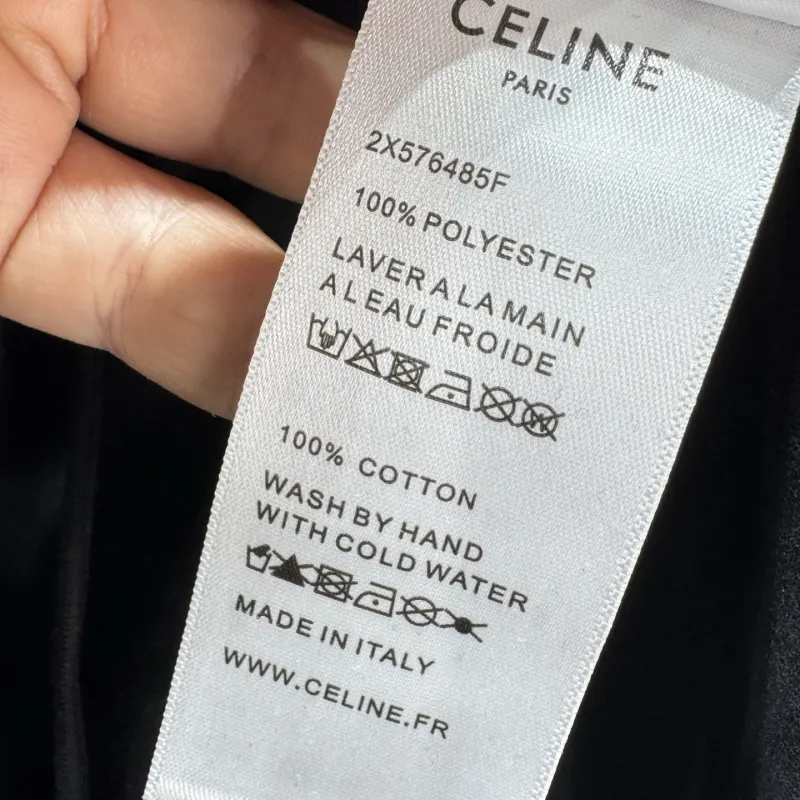 CELINE
PARIS
2X576485F
100% POLYESTER
LAVER A LA MAIN
A L EAU FROIDE
100% COTTON
WASH BY HAND
WITH COLD WATER
MADE IN ITALY
WWW.CELINE.FR